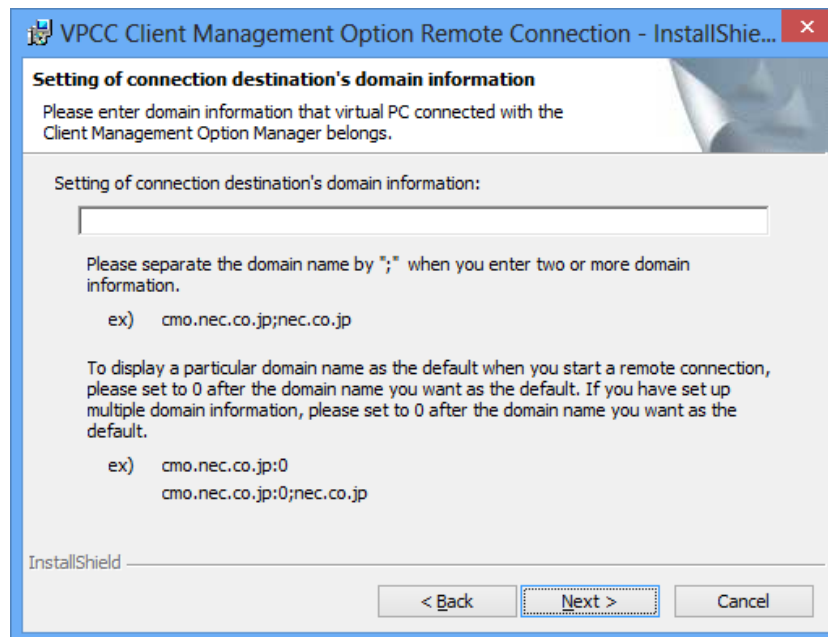 VPCC Client Management Option Remote Connection - InstallShie...
Setting of connection destination's domain information
Please enter domain information that virtual PC connected with the
Client Management Option Manager belongs.
Setting of connection destination's domain information:
Please separate the domain name by ";" when you enter two or more domain
information.
ex) cmo.nec.co.jp;nec.co.jp
To display a particular domain name as the default when you start a remote connection,
please set to 0 after the domain name you want as the default. If you have set up
multiple domain information, please set to 0 after the domain name you want as the
default.
ex) cmo.nec.co.jp:0
cmo.nec.co.jp:0;nec.co.jp
InstallShield
< Back Next > Cancel